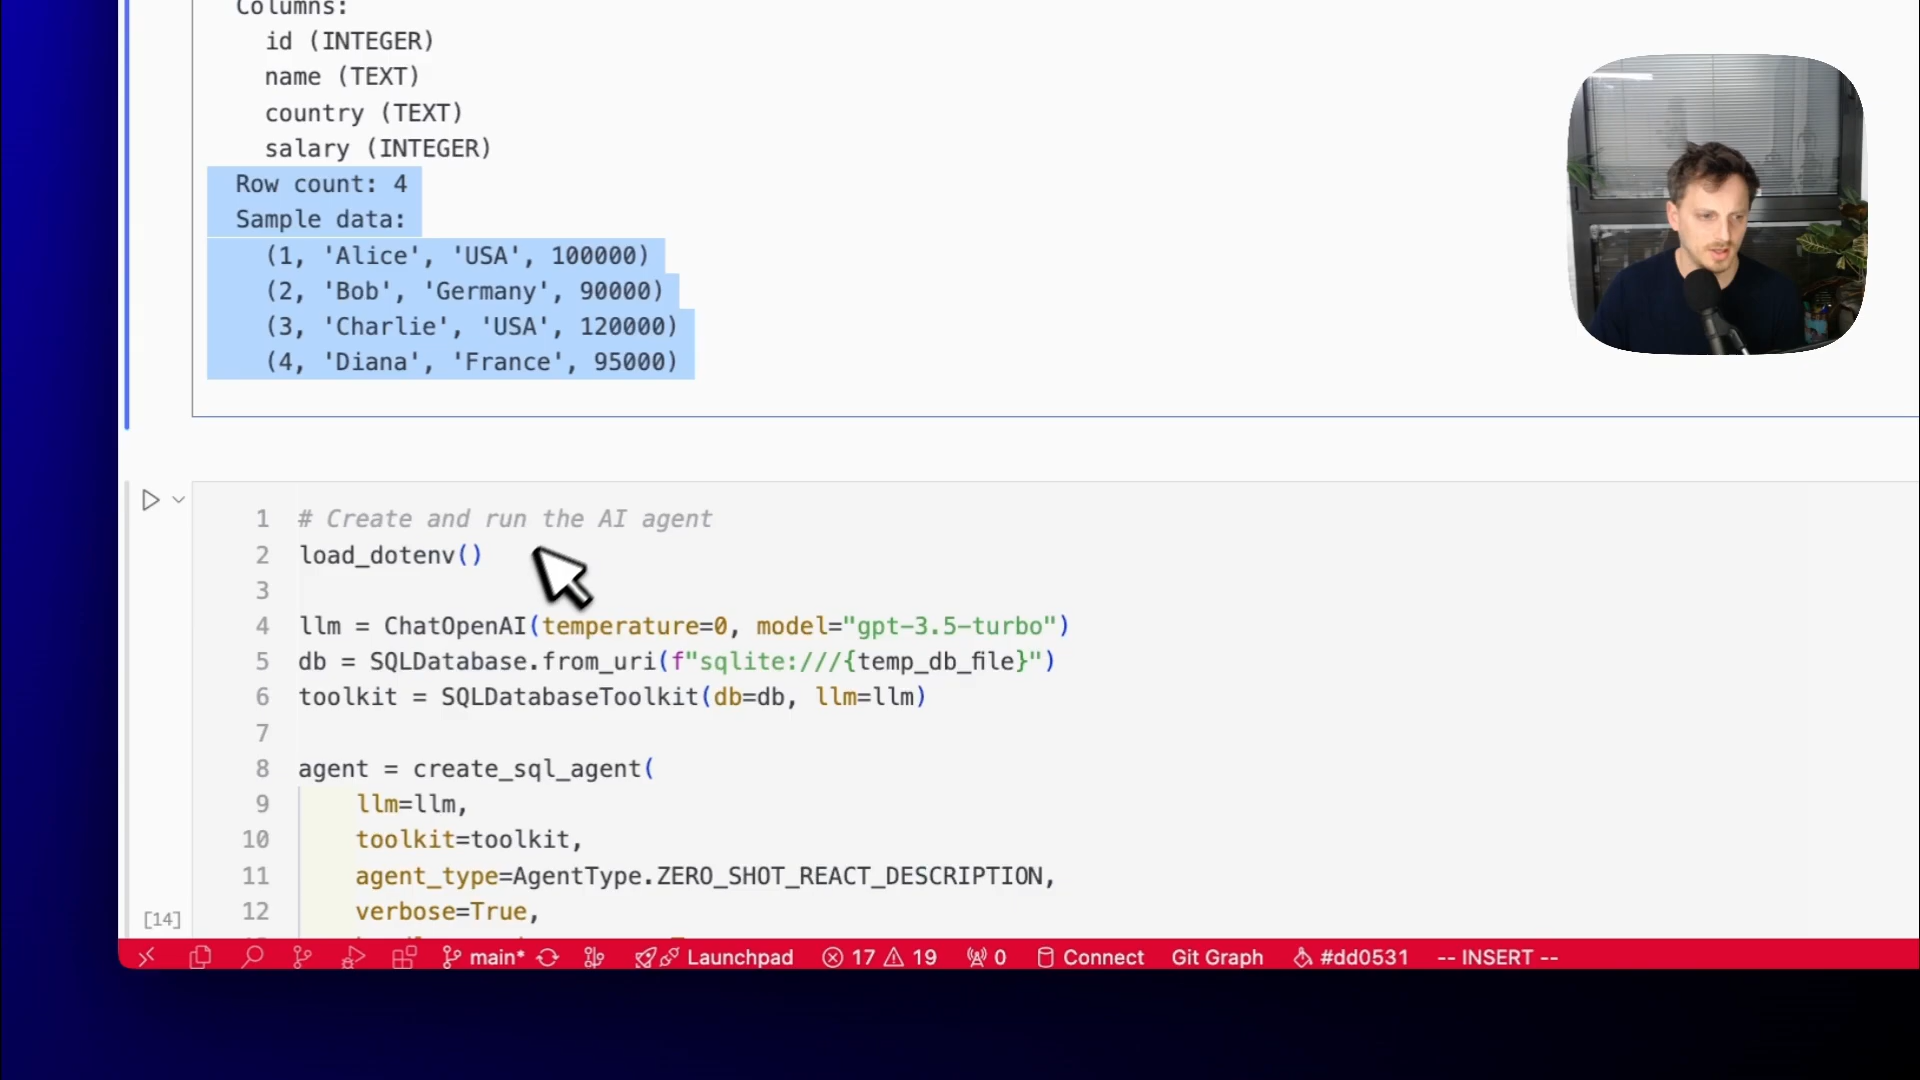 Columns:
id (INTEGER)
name (TEXT)
country (TEXT)
salary (INTEGER)
Row count: 4
Sample data:
(1, 'Alice', 'USA', 100000)
(2, 'Bob', 'Germany', 90000)
(3, 'Charlie', 'USA', 120000)
(4, 'Diana', 'France', 95000)
1 # Create and run the AI agent
2 load_dotenv()
3
4 llm = ChatOpenAI(temperature=0, model="gpt-3.5-turbo")
5 db = SQLDatabase.from_uri(f"sqlite:///{temp_db_file}")
6 toolkit = SQLDatabaseToolkit(db=db, llm=llm)
7
8 agent = create_sql_agent(
9 llm=llm,
10 toolkit=toolkit,
11 agent_type=AgentType.ZERO_SHOT_REACT_DESCRIPTION,
12 verbose=True,
[14]
main* Launchpad 17 19 0 Connect Git Graph #dd0531 -- INSERT --